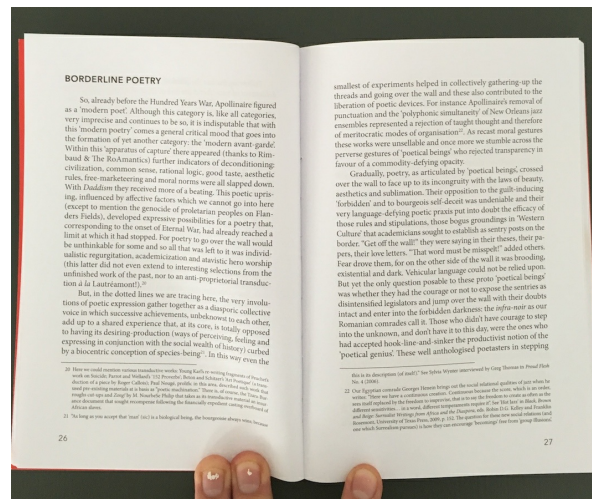 BORDERLINE POETRY
So, already before the Hundred Years War, Apollinaire figured
as a 'modern poet'. Although this category is, like all categories,
very imprecise and continues to be so, it is indisputable that with
this 'modern poet' comes a general critical mood that goes into
the formation of yet another category: the 'modern avant-garde'.
Within this 'apparatus of capture' there appeared (thanks to Rim-
baud & The RoAmantics) further indicators of deconditioning:
civilization, common sense, rational logic, good taste, aesthetic
rules, free-marketeering and moral norms were all slapped down.
With Daddism they received more of a beating. This poetic upris-
ing, influenced by affective factors which we cannot go into here
(except to mention the genocide of proletarian peoples on Flan-
ders Fields), developed expressive possibilities for a poetry that,
corresponding to the onset of Eternal War, had already reached a
limit at which it had stopped. For poetry to go over the wall would
be unthinkable for some and so all that was left to it was individ-
ualistic regurgitation, academicization and atavistic hero worship
(this latter did not even extend to interesting selections from the
unfinished work of the past, nor to an anti-proprietorial transduc-
tion à la Lautréamont!).20
But, in the dotted lines we are tracing here, the very involu-
tions of poetic expression gather together as a diasporic collective
voice in which successive achievements, unbeknownst to each other,
add up to a shared experience that, at its core, is totally opposed
to having its desiring-production (ways of perceiving, feeling and
expressing in conjunction with the social wealth of history) curbed
by a biocentric conception of species-being21. In this way even the
26
smallest of experiments helped in collectively gathering-up the
threads and going over the wall and these also contributed to the
liberation of poetic devices. For instance Apollinaire's removal of
punctuation and the 'polyphonic simultaneity' of New Orleans jazz
ensembles represented a rejection of taught thought and therefore
of meritocratic modes of organisation22. As recast moral gestures
these works were unsellable and once more we stumble across the
perverse gestures of 'poetical beings' who rejected transparency in
favour of a commodity-defying opacity.
Gradually, poetry, as articulated by 'poetical beings', crossed
over the wall to face up to its incongruity with the laws of beauty,
aesthetics and sublimation. Their opposition to the guilt-inducing
'forbidden' and to bourgeois self-deceit was undeniable and their
very language-defying poetic praxis put into doubt the efficacy of
those rules and stipulations, those bogus groundings in 'Western
Culture' that academicians sought to establish as sentry posts on the
border. "Get off the wall!" they were saying in their theses, their pa-
pers, their love letters. "That word must be misspelt!" added others.
Fear drove them, for on the other side of the wall it was brooding,
existential and dark. Vehicular language could not be relied upon.
But yet the only question posable to these proto 'poetical beings'
was whether they had the courage or not to expose the sentries as
disintensified legislators and jump over the wall with their doubts
intact and enter into the forbidden darkness: the infra-noir as our
Romanian comrades call it. Those who didn't have courage to step
into the unknown, and don't have it to this day, were the ones who
had accepted hook-line-and-sinker the productivist notion of the
'poetical genius'. These well anthologised poetasters in stepping
27